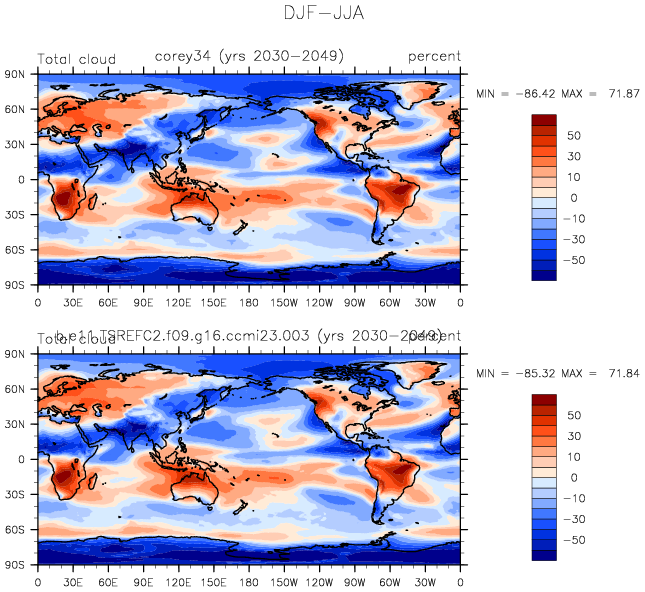 DJF-JJA
Total cloud corey34 (yrs 2030-2049) percent
90N
60N
30N
0
30S
60S
90S
0 30E 60E 90E 120E 150E 180 150W 120W 90W 60W 30W 0
MIN = -86.42 MAX = 71.87
50
30
10
0
-10
-30
-50
Total cloud b.e11.TSREFC2.f09.g16.ccmi23.003 (yrs 2030-2049) percent
90N
60N
30N
0
30S
60S
90S
0 30E 60E 90E 120E 150E 180 150W 120W 90W 60W 30W 0
MIN = -85.32 MAX = 71.84
50
30
10
0
-10
-30
-50